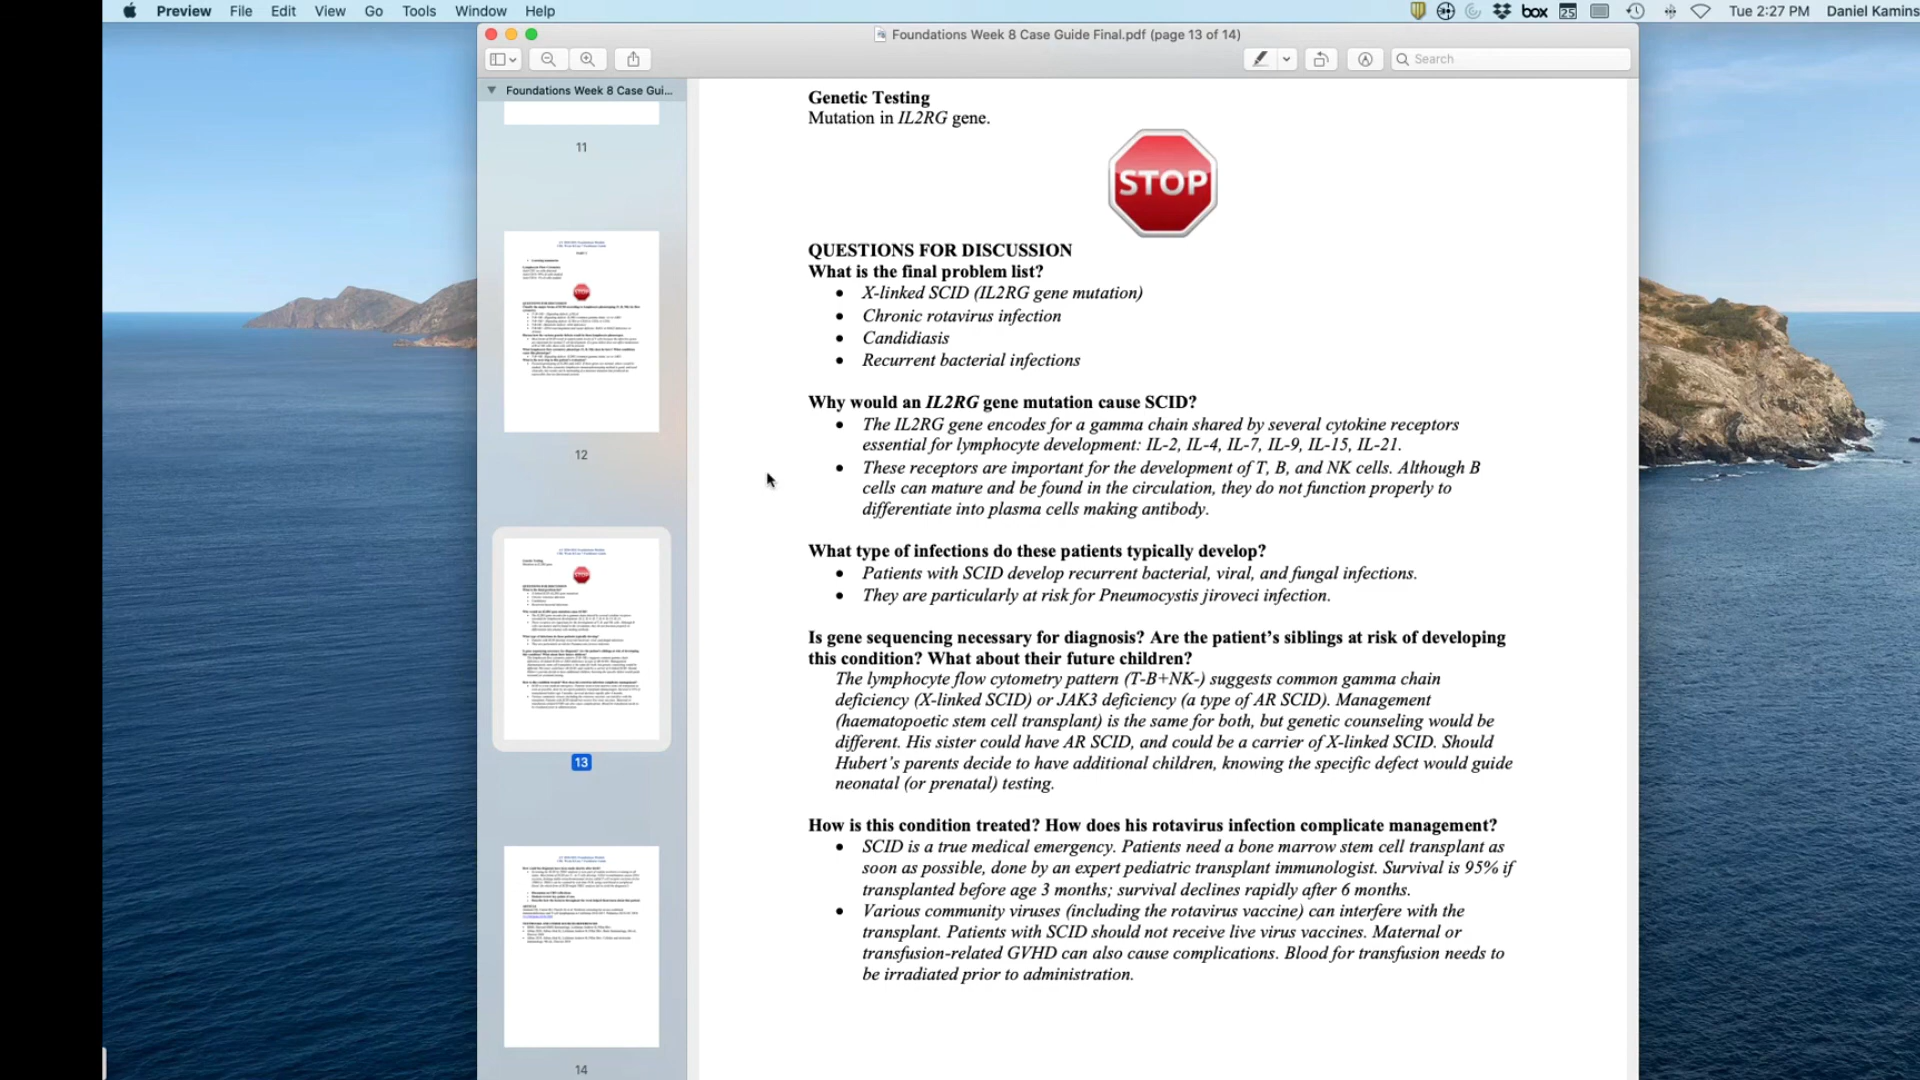 Preview File Edit View Go Tools Window Help
box 25 Tue 2:27 PM Daniel Kamins
Foundations Week 8 Case Guide Final.pdf (page 13 of 14)
Search
Foundations Week 8 Case Gui...
11
12
13
14
Genetic Testing
Mutation in IL2RG gene.
STOP
QUESTIONS FOR DISCUSSION
What is the final problem list?
• X-linked SCID (IL2RG gene mutation)
• Chronic rotavirus infection
• Candidiasis
• Recurrent bacterial infections
Why would an IL2RG gene mutation cause SCID?
• The IL2RG gene encodes for a gamma chain shared by several cytokine receptors
essential for lymphocyte development: IL-2, IL-4, IL-7, IL-9, IL-15, IL-21.
• These receptors are important for the development of T, B, and NK cells. Although B
cells can mature and be found in the circulation, they do not function properly to
differentiate into plasma cells making antibody.
What type of infections do these patients typically develop?
• Patients with SCID develop recurrent bacterial, viral, and fungal infections.
• They are particularly at risk for Pneumocystis jiroveci infection.
Is gene sequencing necessary for diagnosis? Are the patient's siblings at risk of developing
this condition? What about their future children?
The lymphocyte flow cytometry pattern (T-B+NK-) suggests common gamma chain
deficiency (X-linked SCID) or JAK3 deficiency (a type of AR SCID). Management
(haematopoetic stem cell transplant) is the same for both, but genetic counseling would be
different. His sister could have AR SCID, and could be a carrier of X-linked SCID. Should
Hubert's parents decide to have additional children, knowing the specific defect would guide
neonatal (or prenatal) testing.
How is this condition treated? How does his rotavirus infection complicate management?
• SCID is a true medical emergency. Patients need a bone marrow stem cell transplant as
soon as possible, done by an expert pediatric transplant immunologist. Survival is 95% if
transplanted before age 3 months; survival declines rapidly after 6 months.
• Various community viruses (including the rotavirus vaccine) can interfere with the
transplant. Patients with SCID should not receive live virus vaccines. Maternal or
transfusion-related GVHD can also cause complications. Blood for transfusion needs to
be irradiated prior to administration.